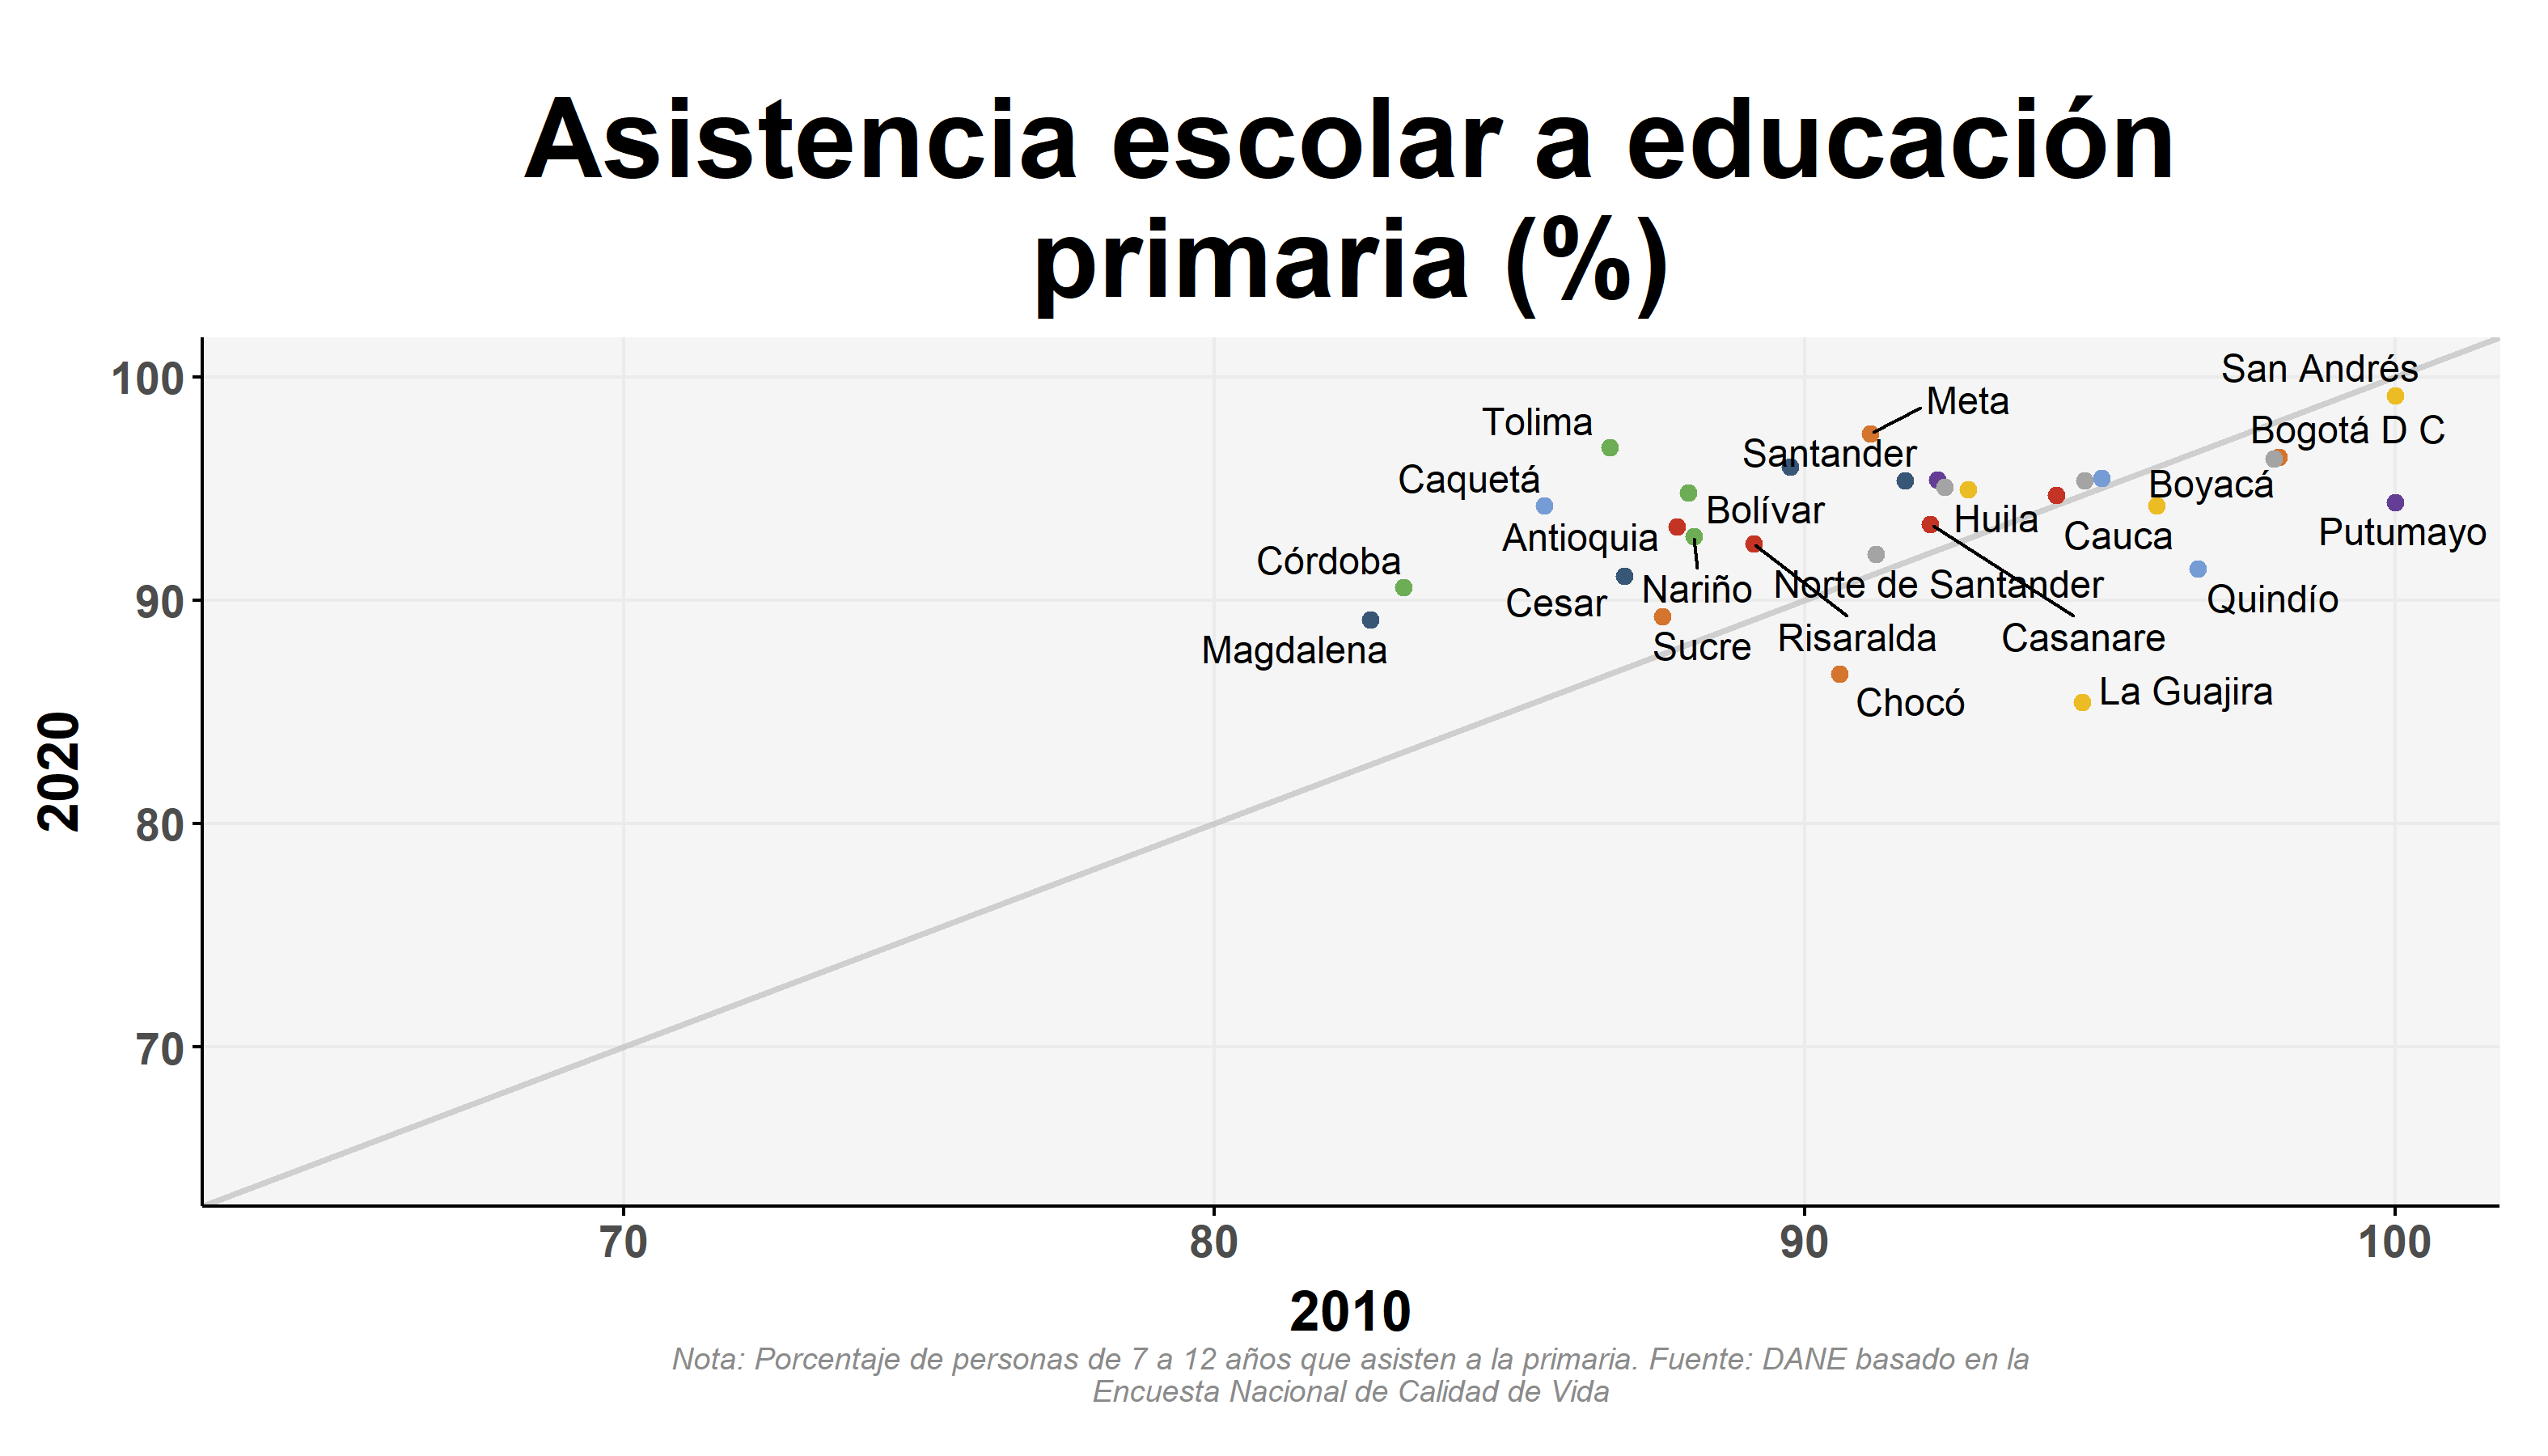 Asistencia escolar a educación
primaria (%)
100
90
80
70
2020
San Andrés
Meta
Tolima
Bogotá D C
Santander
Caquetá
Boyacá
Bolívar
Huila
Antioquia
Cauca
Putumayo
Córdoba
Nariño
Norte de Santander
Cesar
Quindío
Risaralda
Casanare
Sucre
Magdalena
La Guajira
Chocó
70
80
90
100
2010
Nota: Porcentaje de personas de 7 a 12 años que asisten a la primaria. Fuente: DANE basado en la
Encuesta Nacional de Calidad de Vida